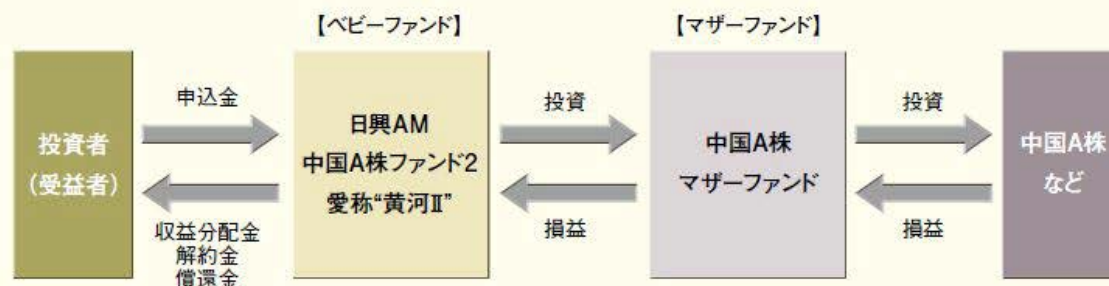 【ベビーファンド】
【マザーファンド】
投資者
(受益者)
申込金
収益分配金
解約金
償還金
日興AM
中国A株ファンド2
愛称“黄河Ⅱ”
投資
損益
中国A株
マザーファンド
投資
損益
中国A株
など